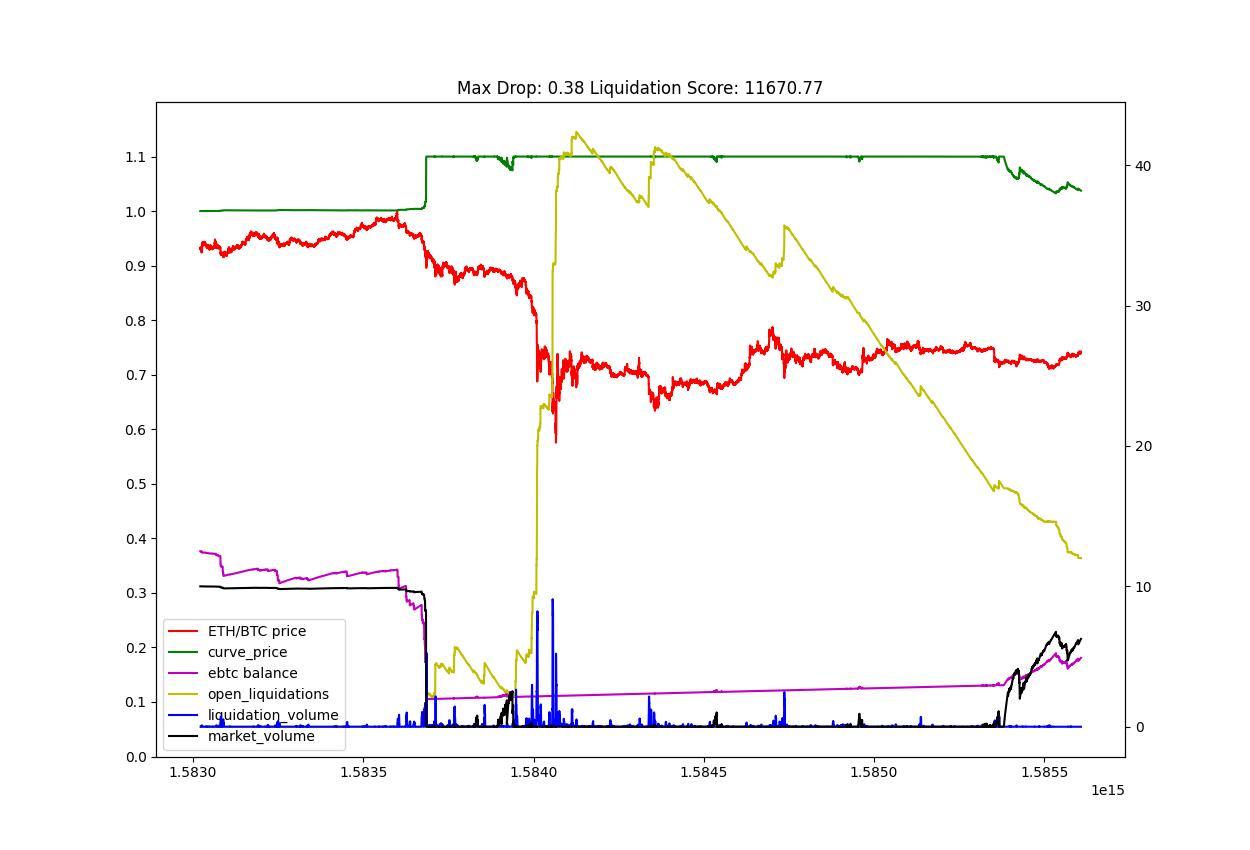 Max Drop: 0.38 Liquidation Score: 11670.77
1.1
1.0
0.9
0.8
0.7
0.6
0.5
0.4
0.3
0.2
0.1
0.0
40
30
20
10
0
ETH/BTC price
curve_price
ebtc balance
open_liquidations
liquidation_volume
market_volume
1.5830 1.5835 1.5840 1.5845 1.5850 1.5855
1e15